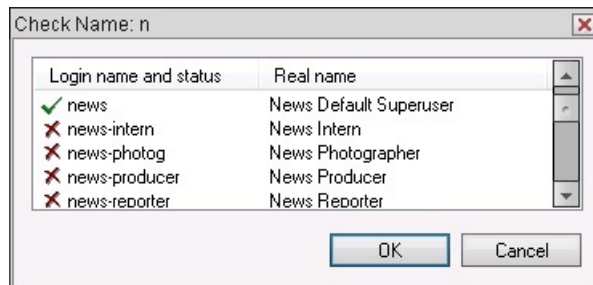 Check Name: n
Login name and status Real name
news News Default Superuser
news-intern News Intern
news-photog News Photographer
news-producer News Producer
news-reporter News Reporter
OK Cancel